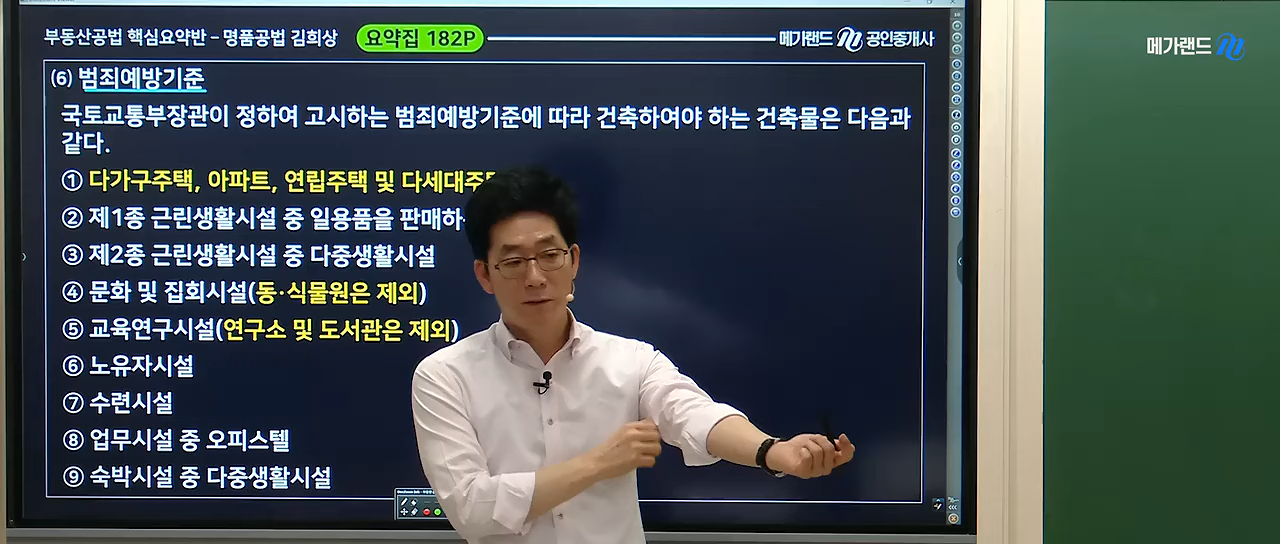 부동산공법 핵심요약반 – 명품공법 김희상
요약집 182P
메가랜드 공인중개사
메가랜드
(6) 범죄예방기준
국토교통부장관이 정하여 고시하는 범죄예방기준에 따라 건축하여야 하는 건축물은 다음과
같다.
① 다가구주택, 아파트, 연립주택 및 다세대주
② 제1종 근린생활시설 중 일용품을 판매하
③ 제2종 근린생활시설 중 다중생활시설
④ 문화 및 집회시설(동·식물원은 제외)
⑤ 교육연구시설(연구소 및 도서관은 제외)
⑥ 노유자시설
⑦ 수련시설
⑧ 업무시설 중 오피스텔
⑨ 숙박시설 중 다중생활시설